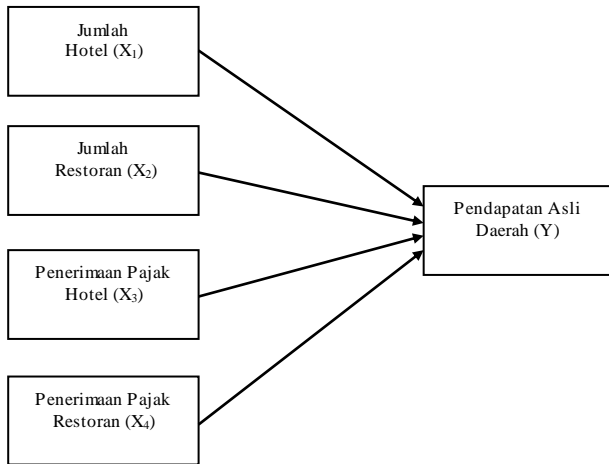 Jumlah
Hotel (X₁)
Jumlah
Restoran (X₂)
Penerimaan Pajak
Hotel (X₃)
Penerimaan Pajak
Restoran (X₄)
Pendapatan Asli
Daerah (Y)